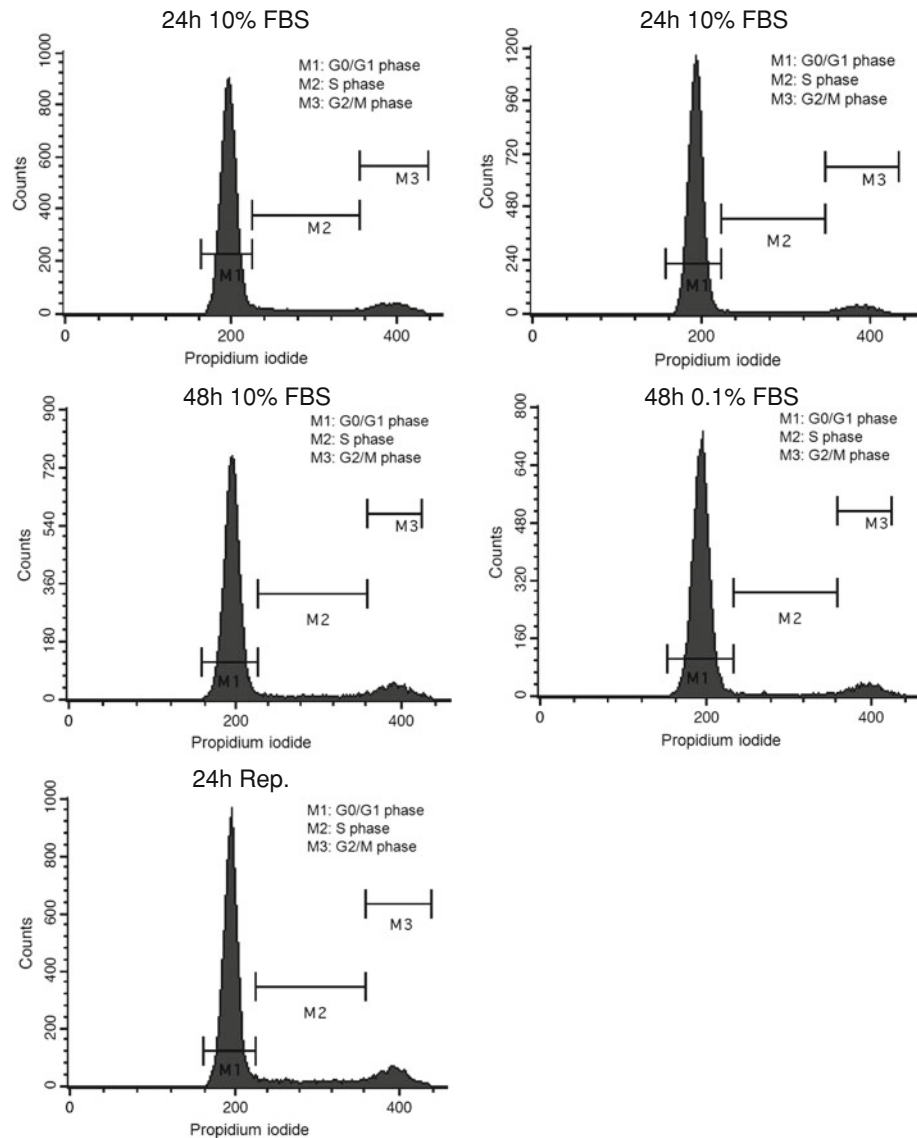 24h 10% FBS
1000
800
600
400
200
0
Counts
M1: G0/G1 phase
M2: S phase
M3: G2/M phase
M3
M2
M1
0
200
400
Propidium iodide
24h 10% FBS
1200
960
720
480
240
0
Counts
M1: G0/G1 phase
M2: S phase
M3: G2/M phase
M3
M2
M1
0
200
400
Propidium iodide
48h 10% FBS
900
720
540
360
180
0
Counts
M1: G0/G1 phase
M2: S phase
M3: G2/M phase
M3
M2
M1
0
200
400
Propidium iodide
48h 0.1% FBS
800
640
480
320
160
0
Counts
M1: G0/G1 phase
M2: S phase
M3: G2/M phase
M3
M2
M1
0
200
400
Propidium iodide
24h Rep.
1000
800
600
400
200
0
Counts
M1: G0/G1 phase
M2: S phase
M3: G2/M phase
M3
M2
M1
0
200
400
Propidium iodide